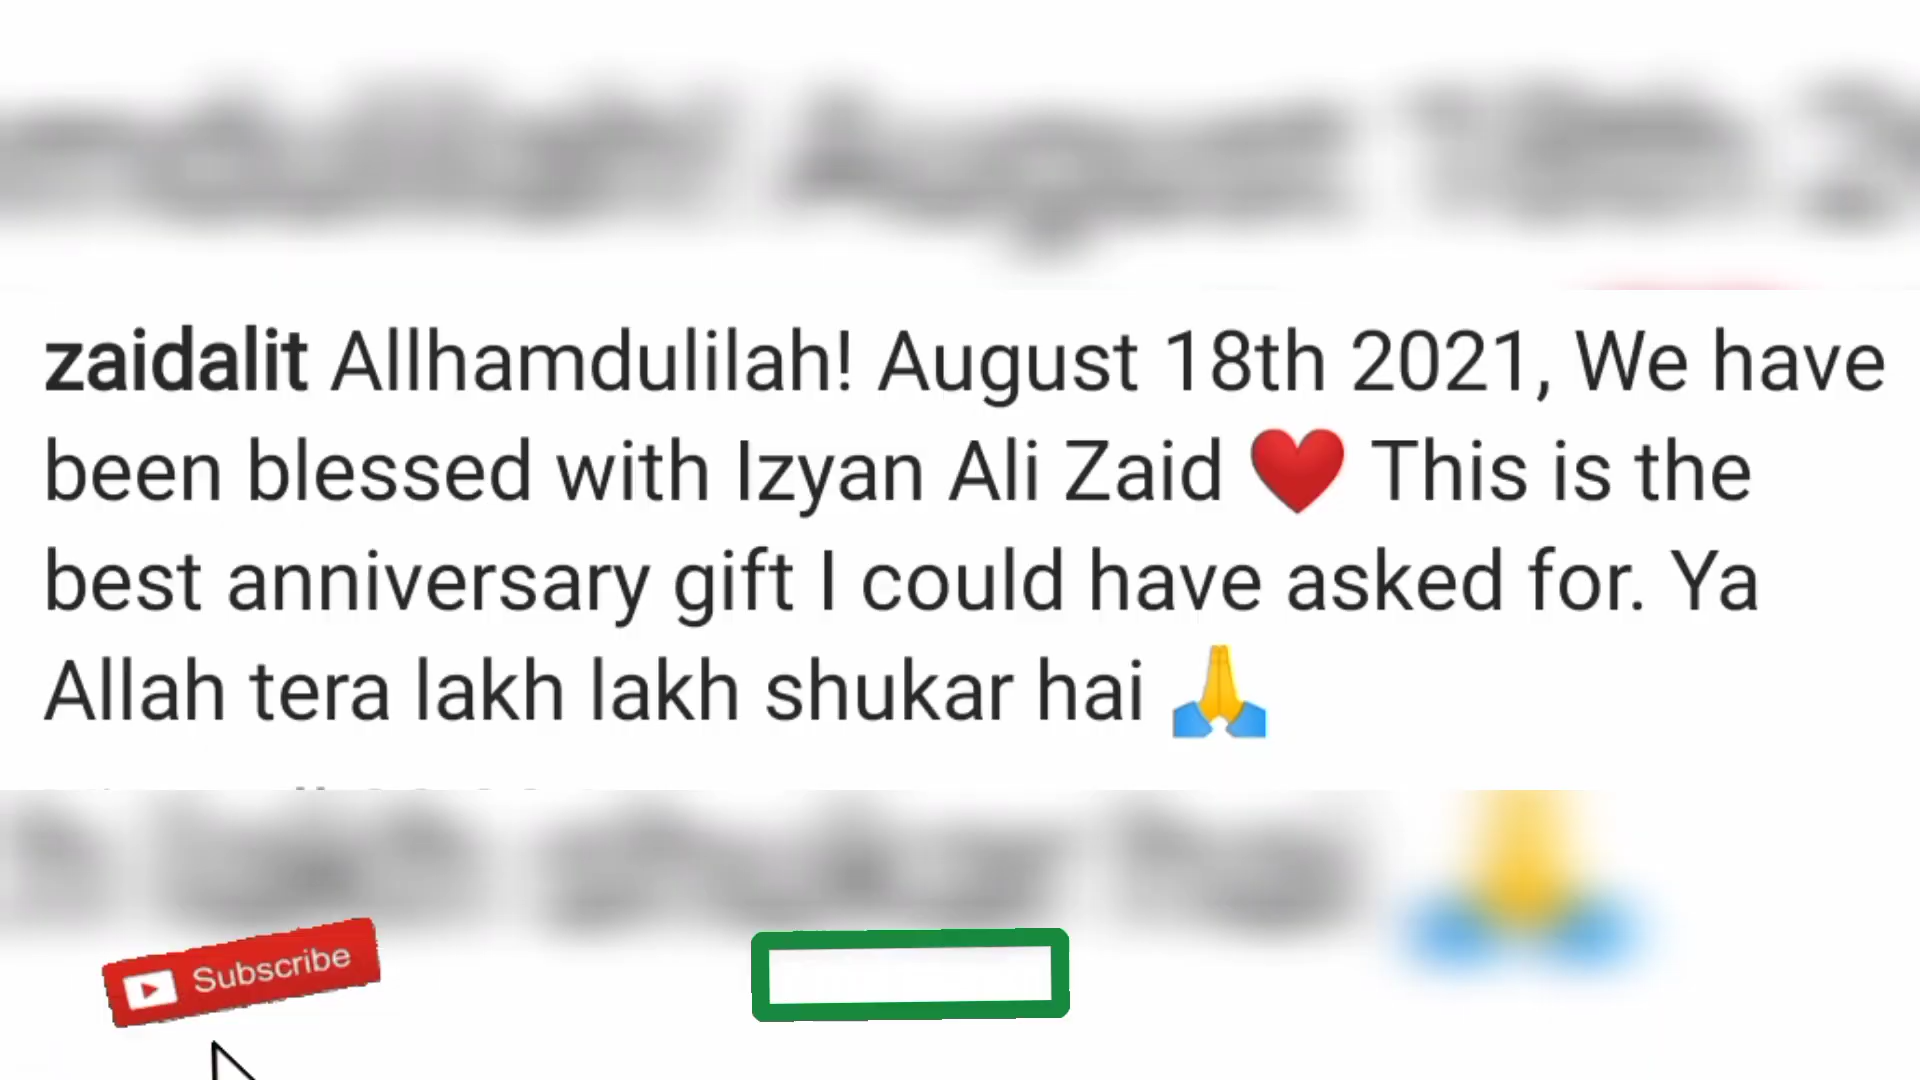 zaidalit Allhamdulilah! August 18th 2021, We have
been blessed with Izyan Ali Zaid ❤️ This is the
best anniversary gift I could have asked for. Ya
Allah tera lakh lakh shukar hai 🙏
Subscribe